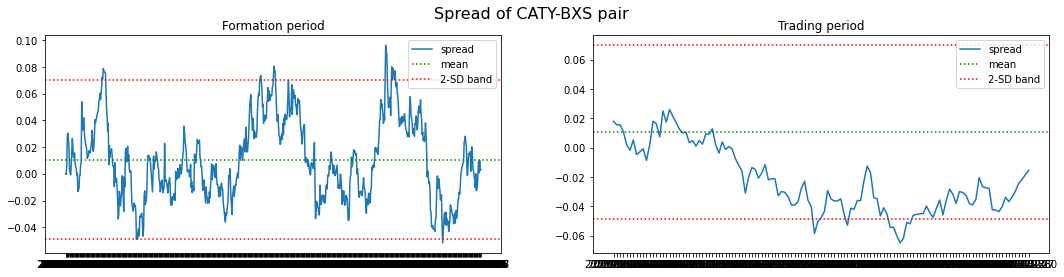 Spread of CATY-BXS pair
Formation period
0.10
0.08
0.06
0.04
0.02
0.00
−0.02
−0.04
spread
mean
2-SD band
Trading period
0.06
0.04
0.02
0.00
−0.02
−0.04
−0.06
spread
mean
2-SD band